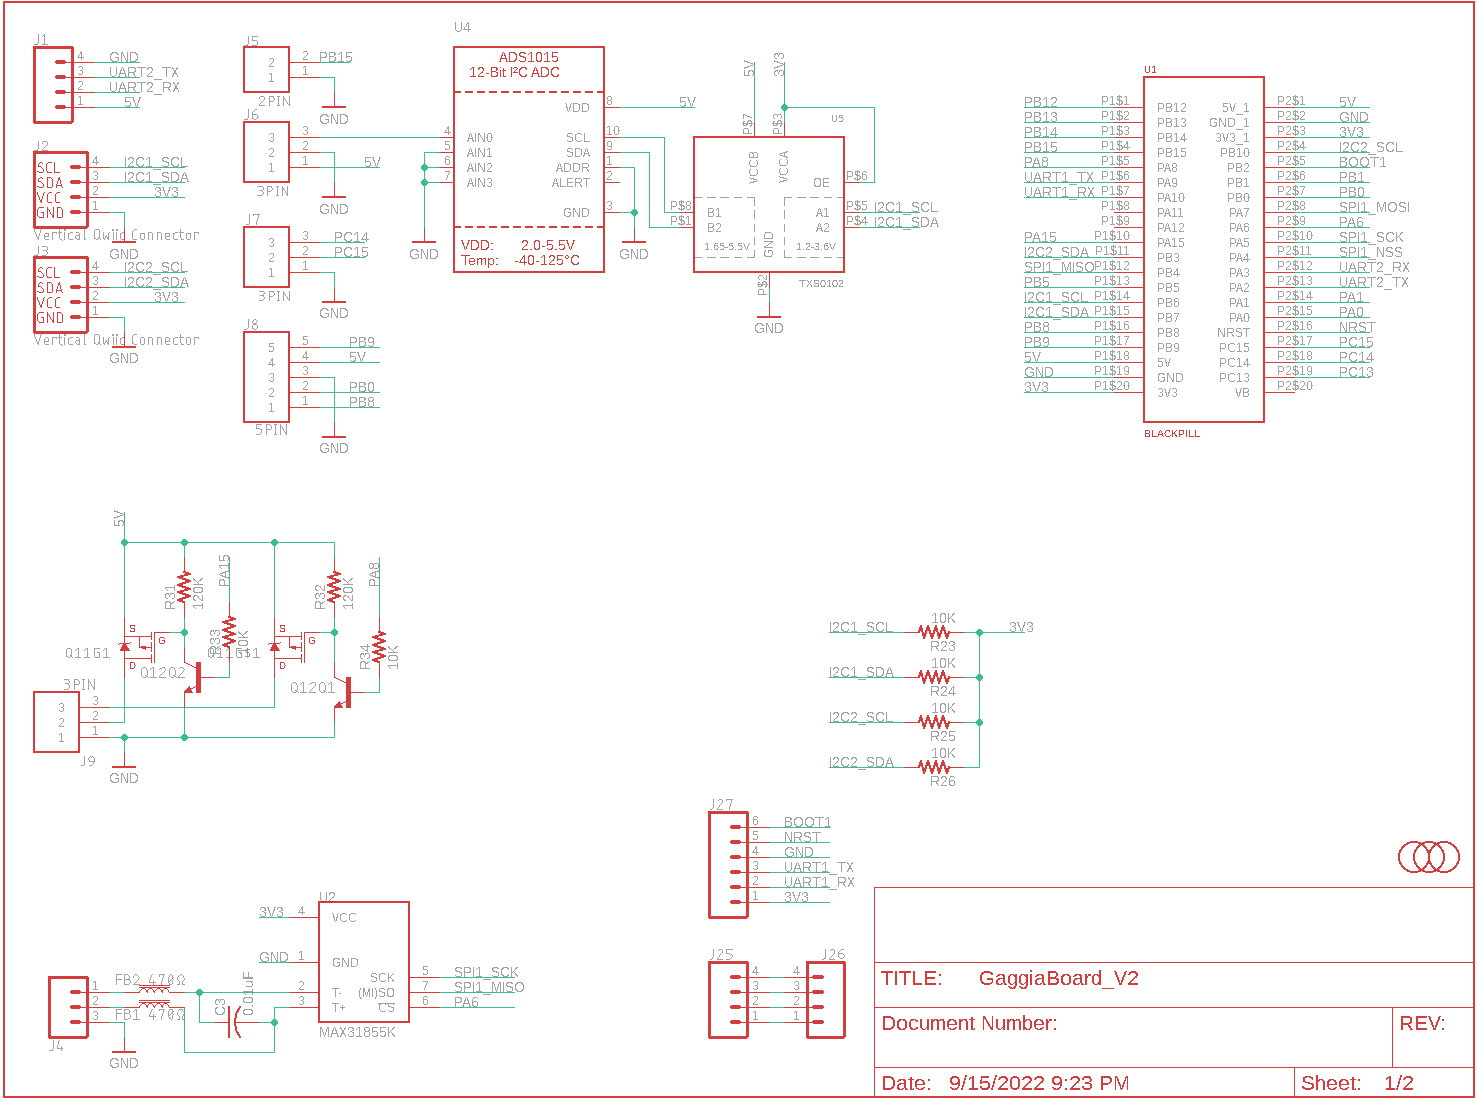 J1
4 GND
3 UART2_TX
2 UART2_RX
1 5V
J2
SCL 4 I2C1_SCL
SDA 3 I2C1_SDA
VCC 2 3V3
GND 1
Vertical Qwiic Connector
GND
J3
SCL 4 I2C2_SCL
SDA 3 I2C2_SDA
VCC 2 3V3
GND 1
Vertical Qwiic Connector
GND
J5
2 2 PB15
1 1
2PIN
GND
J6
3 3
2 2
1 1 5V
3PIN
GND
J7
3 3 PC14
2 2 PC15
1 1
3PIN
GND
J8
5 5 PB9
4 4 5V
3 3
2 2 PB0
1 1 PB8
5PIN
GND
U4
ADS1015
12-Bit I²C ADC
VDD 8 5V
4 AIN0 SCL 10
5 AIN1 SDA 9
6 AIN2 ADDR 1
7 AIN3 ALERT 2
GND 3
VDD: 2.0-5.5V
Temp: -40-125°C
GND
GND
5V
3V3
P$7
P$3
U5
VCCB
VCCA
OE P$6
P$8 B1 A1 P$5 I2C1_SCL
P$1 B2 A2 P$4 I2C1_SDA
1.65-5.5V
GND
1.2-3.6V
P$2
TXS0102
GND
U1
PB12 P1$1 PB12 5V_1 P2$1 5V
PB13 P1$2 PB13 GND_1 P2$2 GND
PB14 P1$3 PB14 3V3_1 P2$3 3V3
PB15 P1$4 PB15 PB10 P2$4 I2C2_SCL
PA8 P1$5 PA8 PB2 P2$5 BOOT1
UART1_TX P1$6 PA9 PB1 P2$6 PB1
UART1_RX P1$7 PA10 PB0 P2$7 PB0
P1$8 PA11 PA7 P2$8 SPI1_MOSI
P1$9 PA12 PA6 P2$9 PA6
PA15 P1$10 PA15 PA5 P2$10 SPI1_SCK
I2C2_SDA P1$11 PB3 PA4 P2$11 SPI1_NSS
SPI1_MISO P1$12 PB4 PA3 P2$12 UART2_RX
PB5 P1$13 PB5 PA2 P2$13 UART2_TX
I2C1_SCL P1$14 PB6 PA1 P2$14 PA1
I2C1_SDA P1$15 PB7 PA0 P2$15 PA0
PB8 P1$16 PB8 NRST P2$16 NRST
PB9 P1$17 PB9 PC15 P2$17 PC15
5V P1$18 5V PC14 P2$18 PC14
GND P1$19 GND PC13 P2$19 PC13
3V3 P1$20 3V3 VB P2$20
BLACKPILL
5V
R31
120K
PA15
R32
120K
PA8
S
G
D
Q11G1
R33
10K
S
G
D
R34
10K
Q12Q2
Q12Q1
3PIN
3 3
2 2
1 1
J9
GND
10K
I2C1_SCL 3V3
R23
10K
I2C1_SDA
R24
10K
I2C2_SCL
R25
10K
I2C2_SDA
R26
J27
6 BOOT1
5 NRST
4 GND
3 UART1_TX
2 UART1_RX
1 3V3
J25 J26
4 4
3 3
2 2
1 1
U2
3V3 4 VCC
GND 1 GND
SCK 5 SPI1_SCK
2 T- (MI)SO 7 SPI1_MISO
3 T+ CS 6 PA6
MAX31855K
FB2 470Ω
FB1 470Ω
1
2
3
J4
GND
C3
0.01uF
TITLE: GaggiaBoard_V2
Document Number:
REV:
Date: 9/15/2022 9:23 PM
Sheet: 1/2